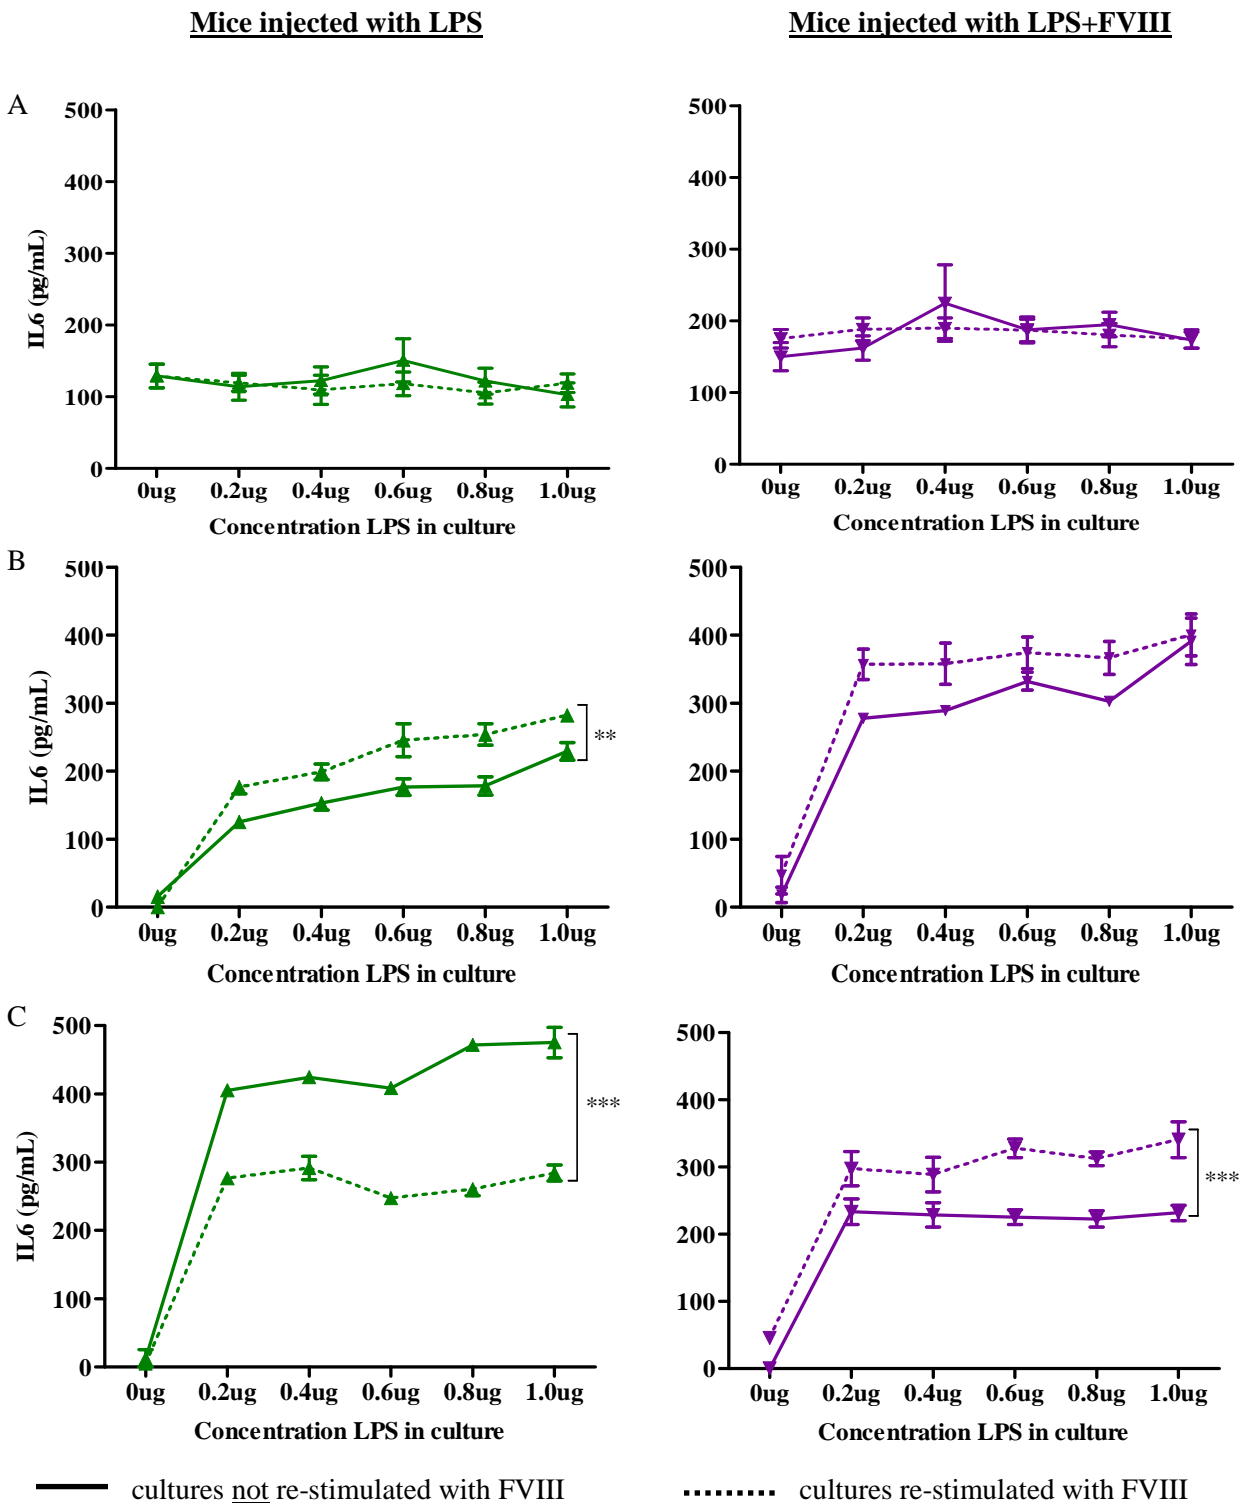 Mice injected with LPS
Mice injected with LPS+FVIII
A
500
400
300
200
100
0
IL6 (pg/mL)
0ug 0.2ug 0.4ug 0.6ug 0.8ug 1.0ug
Concentration LPS in culture
500
400
300
200
100
0
0ug 0.2ug 0.4ug 0.6ug 0.8ug 1.0ug
Concentration LPS in culture
B
500
400
300
200
100
0
IL6 (pg/mL)
**
0ug 0.2ug 0.4ug 0.6ug 0.8ug 1.0ug
Concentration LPS in culture
500
400
300
200
100
0
0ug 0.2ug 0.4ug 0.6ug 0.8ug 1.0ug
Concentration LPS in culture
C
500
400
300
200
100
0
IL6 (pg/mL)
***
0ug 0.2ug 0.4ug 0.6ug 0.8ug 1.0ug
Concentration LPS in culture
500
400
300
200
100
0
***
0ug 0.2ug 0.4ug 0.6ug 0.8ug 1.0ug
Concentration LPS in culture
cultures not re-stimulated with FVIII
cultures re-stimulated with FVIII